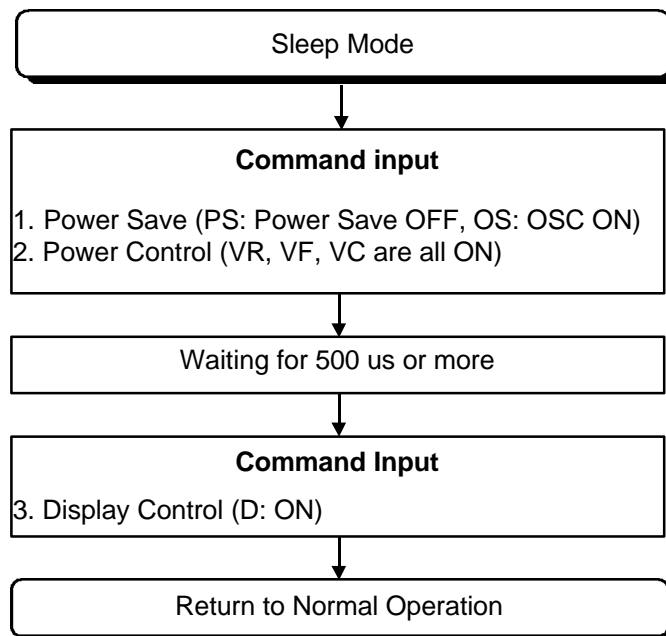 Sleep Mode
Command input
1. Power Save (PS: Power Save OFF, OS: OSC ON)
2. Power Control (VR, VF, VC are all ON)
Waiting for 500 us or more
Command Input
3. Display Control (D: ON)
Return to Normal Operation